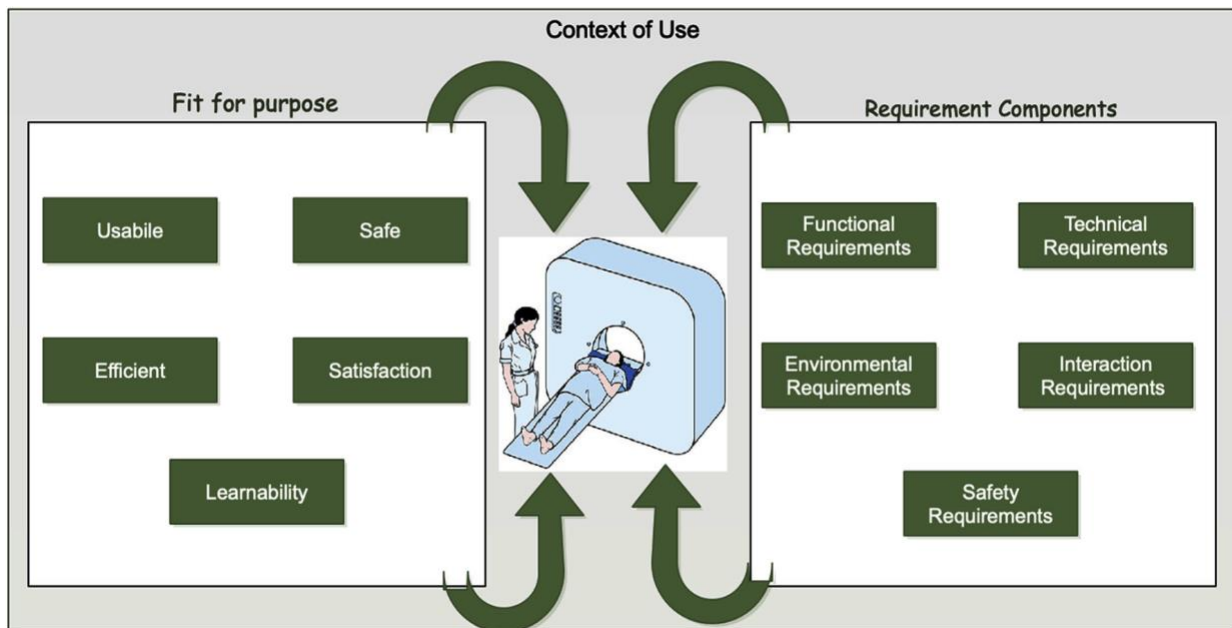 Context of Use
Fit for purpose
Usabile
Safe
Efficient
Satisfaction
Learnability
Requirement Components
Functional
Requirements
Technical
Requirements
Environmental
Requirements
Interaction
Requirements
Safety
Requirements